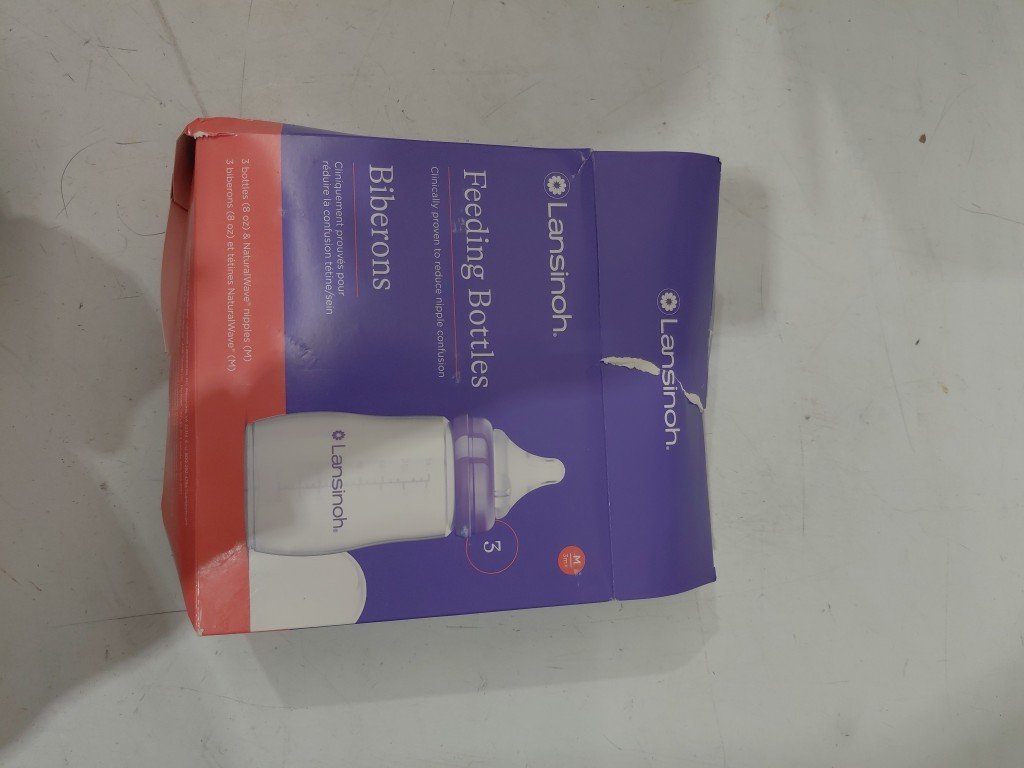 Lansinoh.
Lansinoh.
Feeding Bottles
Clinically proven to reduce nipple confusion
Biberons
Cliniquement prouvés pour
réduire la confusion tétine/sein
M
3
Lansinoh.
3 bottles (8 oz) & NaturalWave® nipples (M)
3 biberons (8 oz) et tétines NaturalWave® (M)